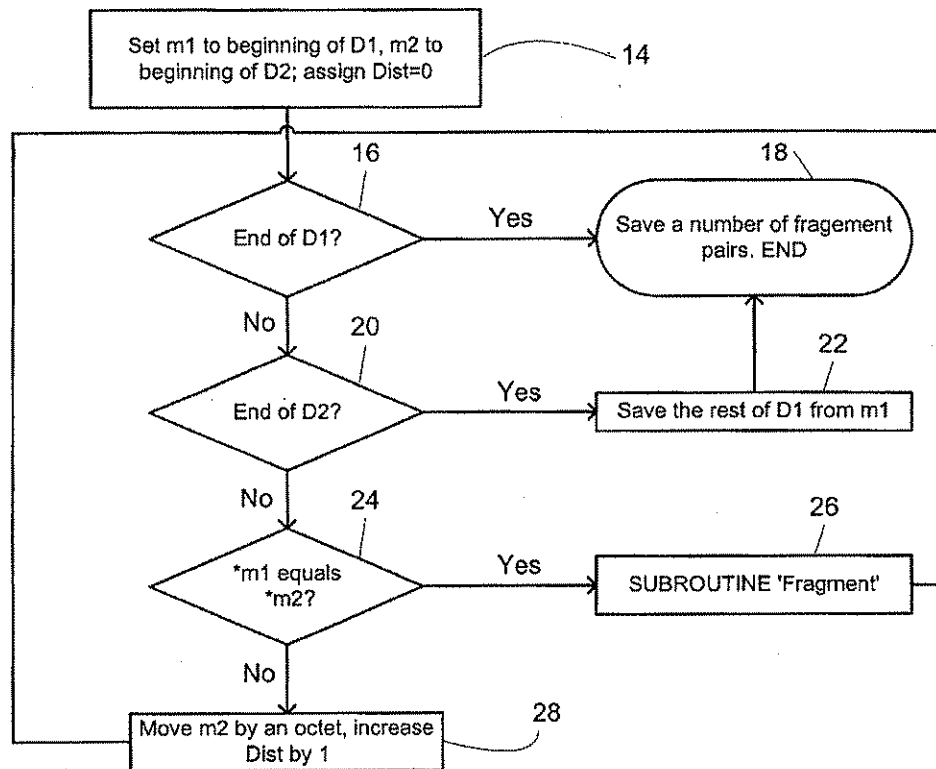 Set m1 to beginning of D1, m2 to
beginning of D2; assign Dist=0
14
16
18
End of D1?
Yes
Save a number of fragement
pairs. END
No
20
22
End of D2?
Yes
Save the rest of D1 from m1
No
24
26
*m1 equals
*m2?
Yes
SUBROUTINE 'Fragment'
No
Move m2 by an octet, increase
Dist by 1
28